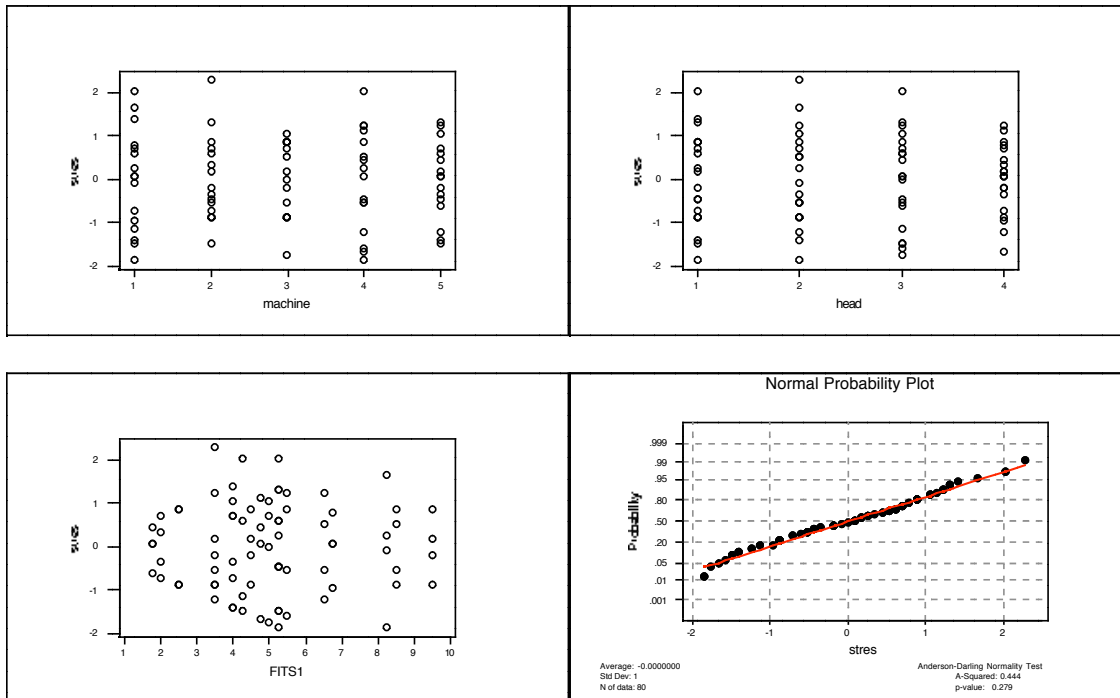 2
1
0
-1
-2
1 2 3 4 5
machine
2
1
0
-1
-2
1 2 3 4
head
2
1
0
-1
-2
1 2 3 4 5 6 7 8 9 10
FITS1
Normal Probability Plot
.999
.99
.95
.80
.50
.20
.05
.01
.001
Probability
-2 -1 0 1 2
stres
Average: -0.0000000
Std Dev: 1
N of data: 80
Anderson-Darling Normality Test
A-Squared: 0.444
p-value: 0.279